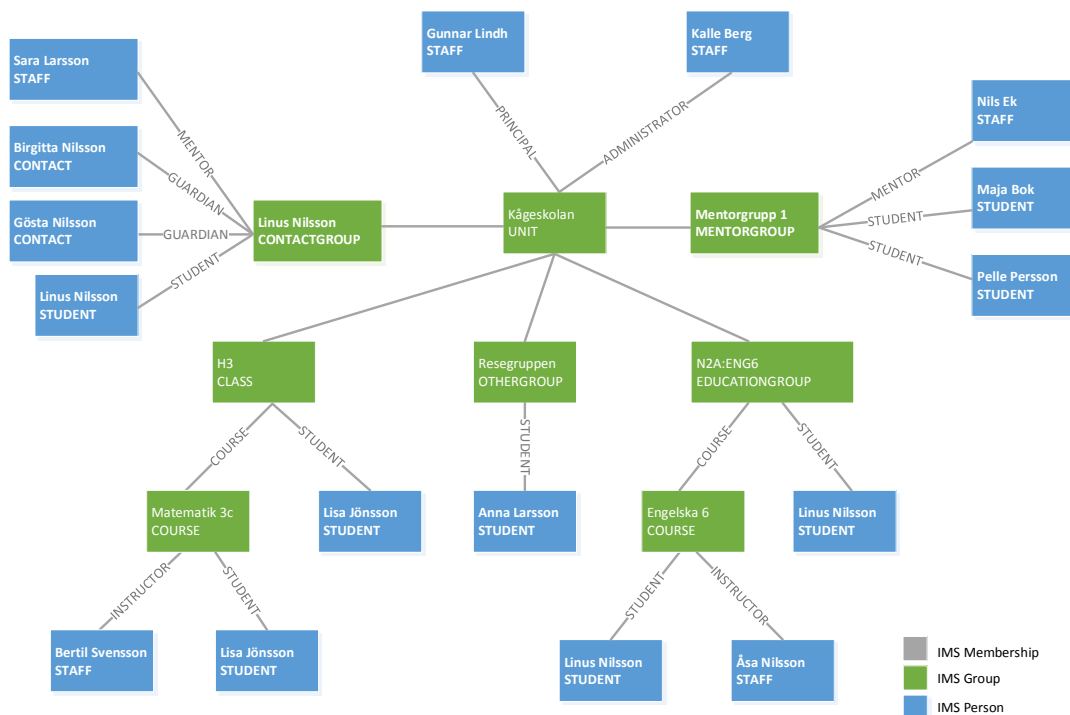 Gunnar Lindh
STAFF
Kalle Berg
STAFF
Sara Larsson
STAFF
Nils Ek
STAFF
PRINCIPAL
ADMINISTRATOR
MENTOR
Birgitta Nilsson
CONTACT
GUARDIAN
MENTOR
Maja Bok
STUDENT
STUDENT
Gösta Nilsson
CONTACT
GUARDIAN
Linus Nilsson
CONTACTGROUP
Kågeskolan
UNIT
Mentorgrupp 1
MENTORGROUP
STUDENT
STUDENT
Linus Nilsson
STUDENT
Pelle Persson
STUDENT
H3
CLASS
Resegruppen
OTHERGROUP
N2A:ENG6
EDUCATIONGROUP
COURSE
STUDENT
STUDENT
COURSE
STUDENT
Matematik 3c
COURSE
Lisa Jönsson
STUDENT
Anna Larsson
STUDENT
Engelska 6
COURSE
Linus Nilsson
STUDENT
INSTRUCTOR
STUDENT
STUDENT
INSTRUCTOR
Bertil Svensson
STAFF
Lisa Jönsson
STUDENT
Linus Nilsson
STUDENT
Åsa Nilsson
STAFF
IMS Membership
IMS Group
IMS Person